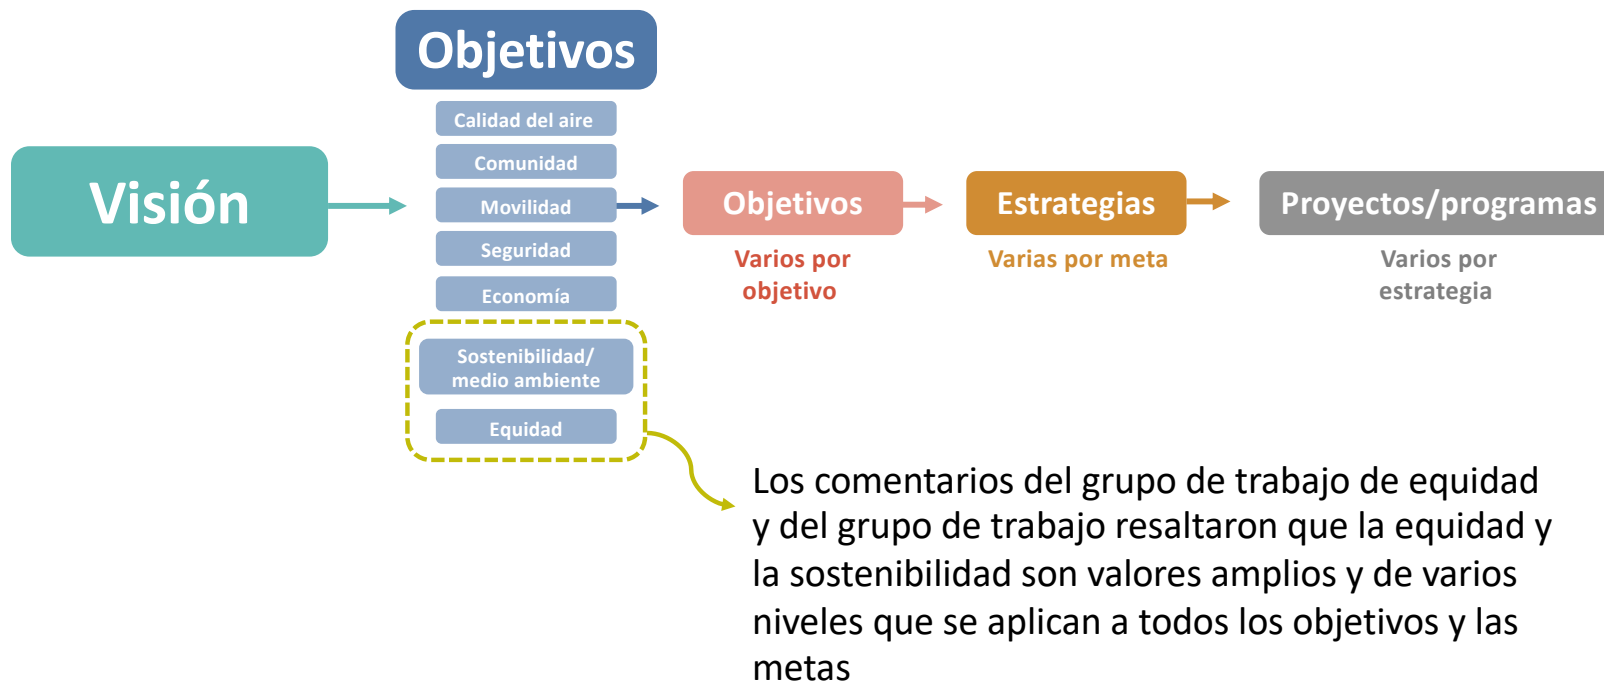 Objetivos
Calidad del aire
Comunidad
Movilidad
Seguridad
Economía
Sostenibilidad/
medio ambiente
Equidad
Visión
Objetivos
Varios por
objetivo
Estrategias
Varias por meta
Proyectos/programas
Varios por
estrategia
Los comentarios del grupo de trabajo de equidad
y del grupo de trabajo resaltaron que la equidad y
la sostenibilidad son valores amplios y de varios
niveles que se aplican a todos los objetivos y las
metas